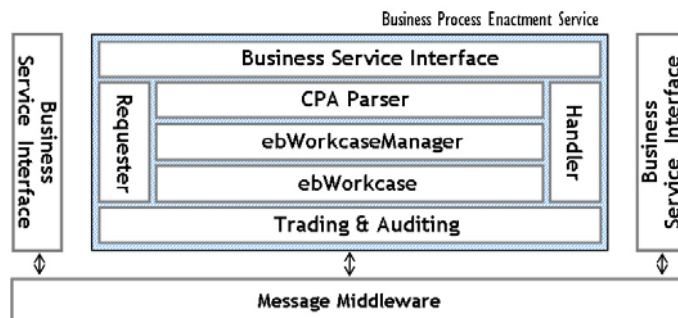 Business Process Enactment Service
Business Service Interface
Business
Service Interface
Requester
CPA Parser
ebWorkcaseManager
ebWorkcase
Handler
Trading & Auditing
Business
Service Interface
Message Middleware